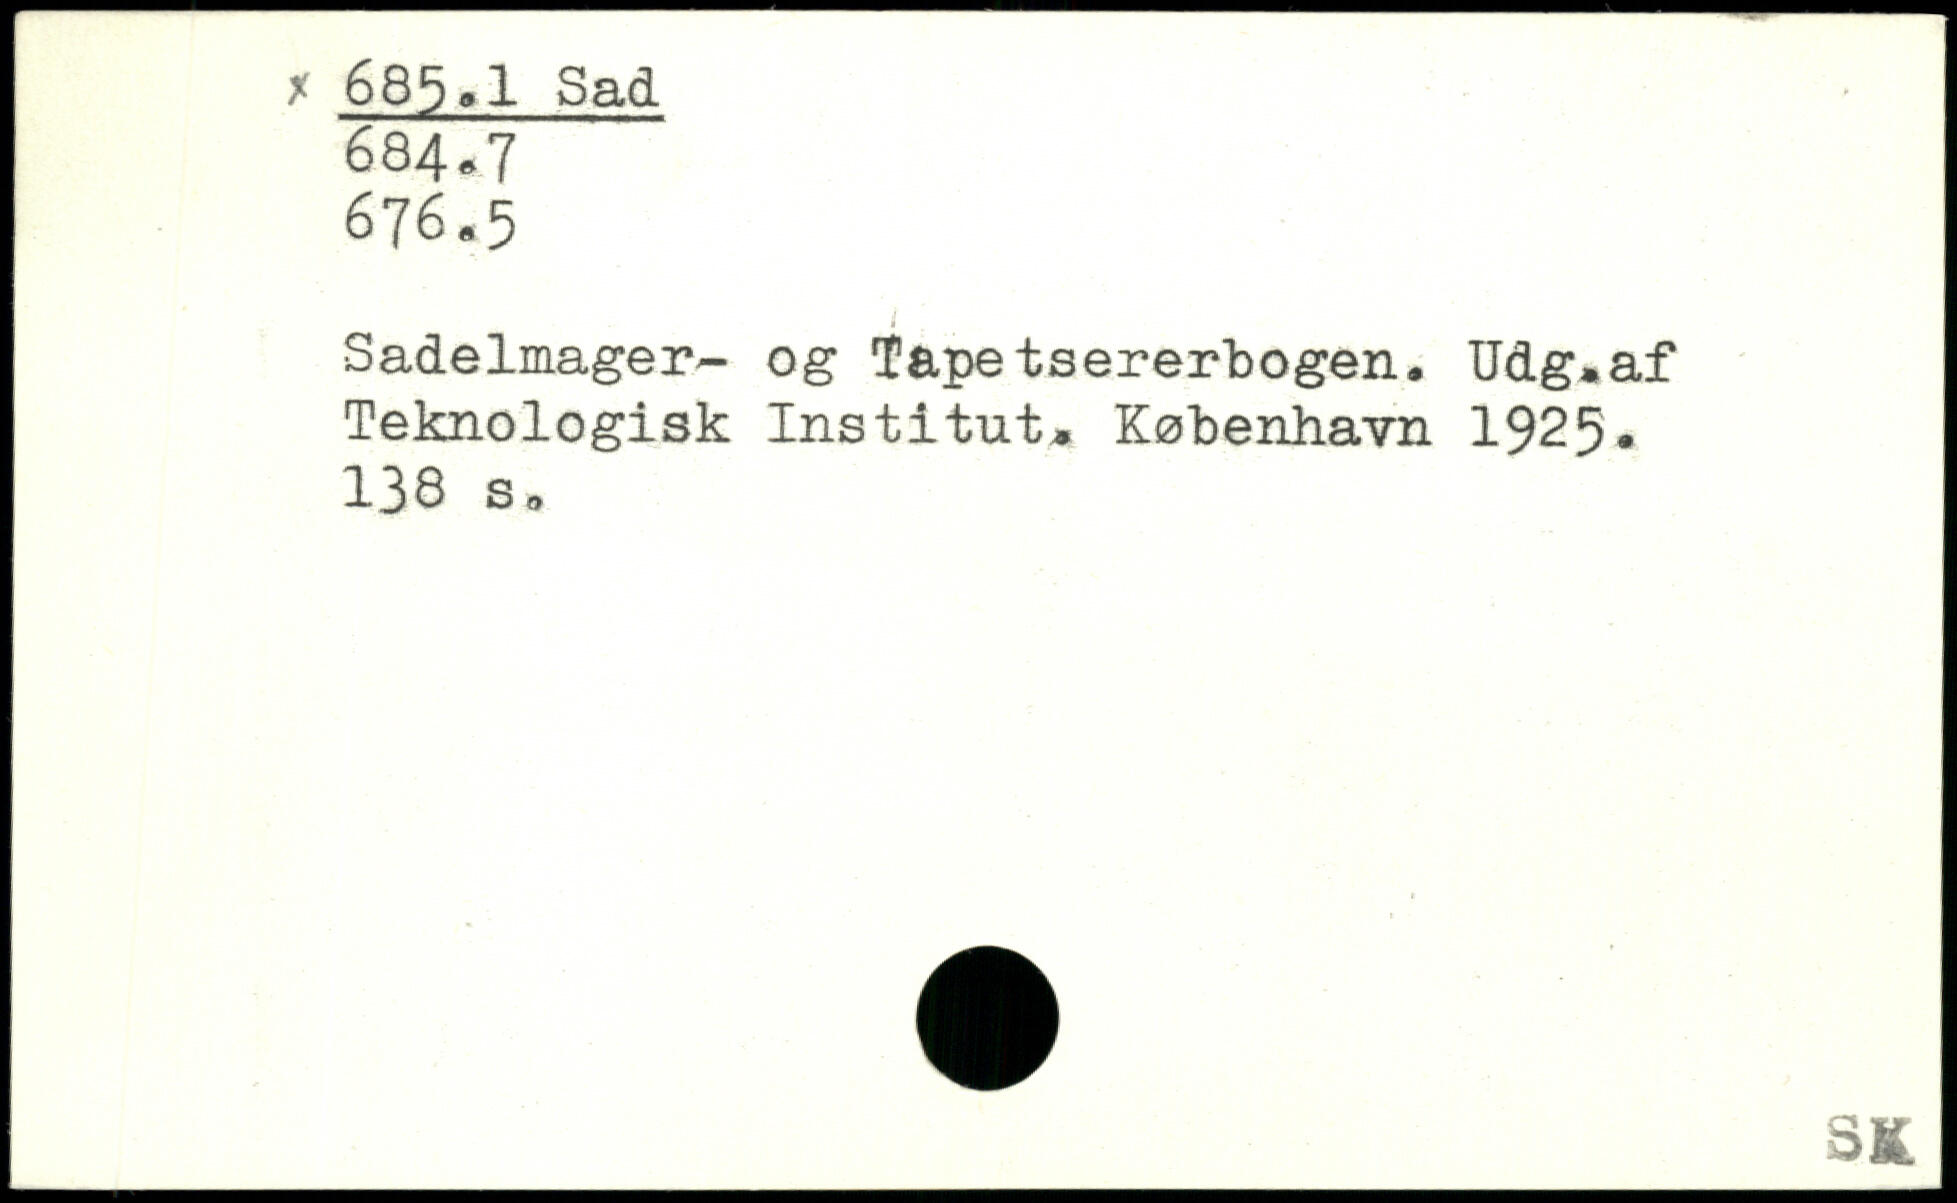 x 685.1 Sad
684.7
676.5
Sadelmager- og Tapetsererbogen. Udg.af
Teknologisk Institut. København 1925.
138 s.
SK